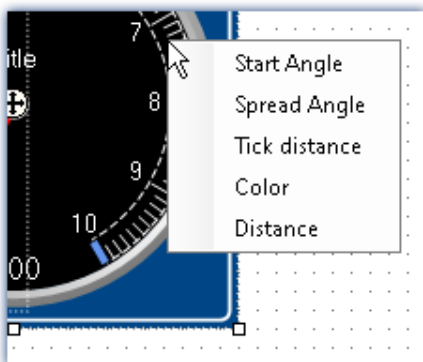 7
itle
8
9
10
00
Start Angle
Spread Angle
Tick distance
Color
Distance